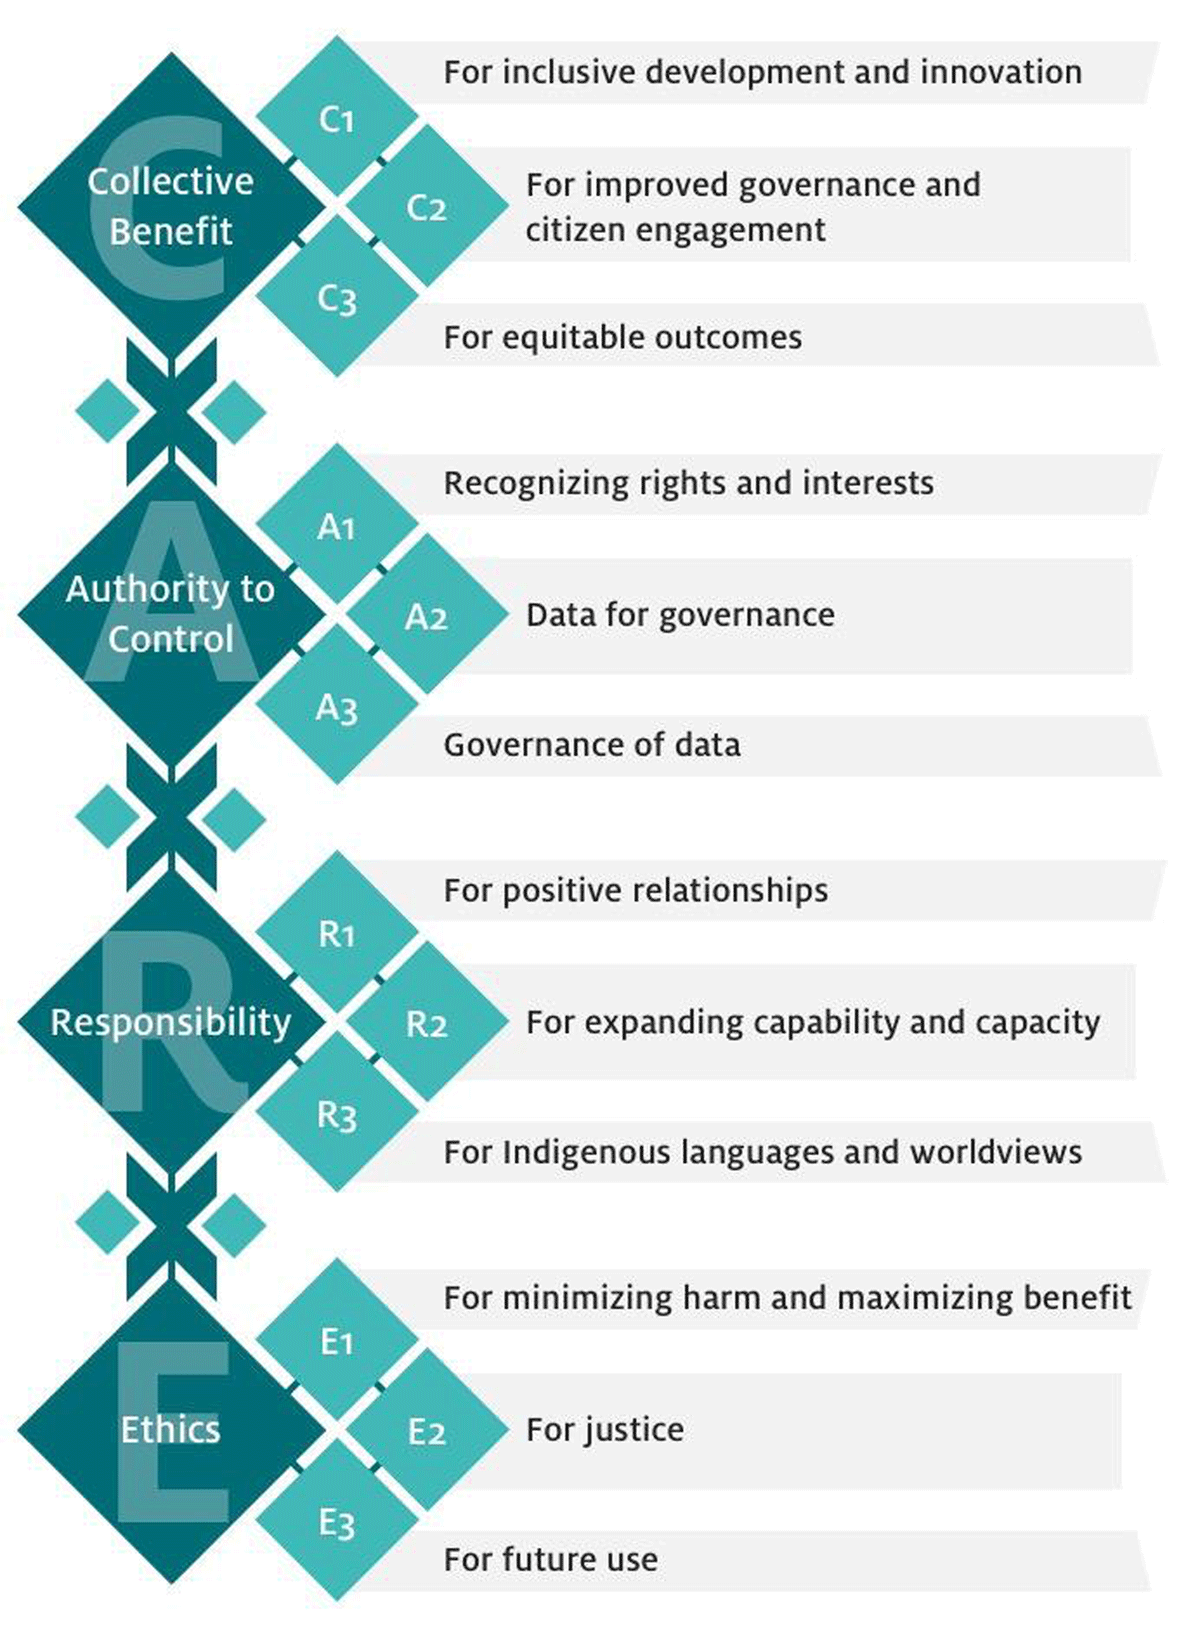 C
Collective
Benefit
C1
For inclusive development and innovation
C2
For improved governance and
citizen engagement
C3
For equitable outcomes
A
Authority to
Control
A1
Recognizing rights and interests
A2
Data for governance
A3
Governance of data
R
Responsibility
R1
For positive relationships
R2
For expanding capability and capacity
R3
For Indigenous languages and worldviews
E
Ethics
E1
For minimizing harm and maximizing benefit
E2
For justice
E3
For future use